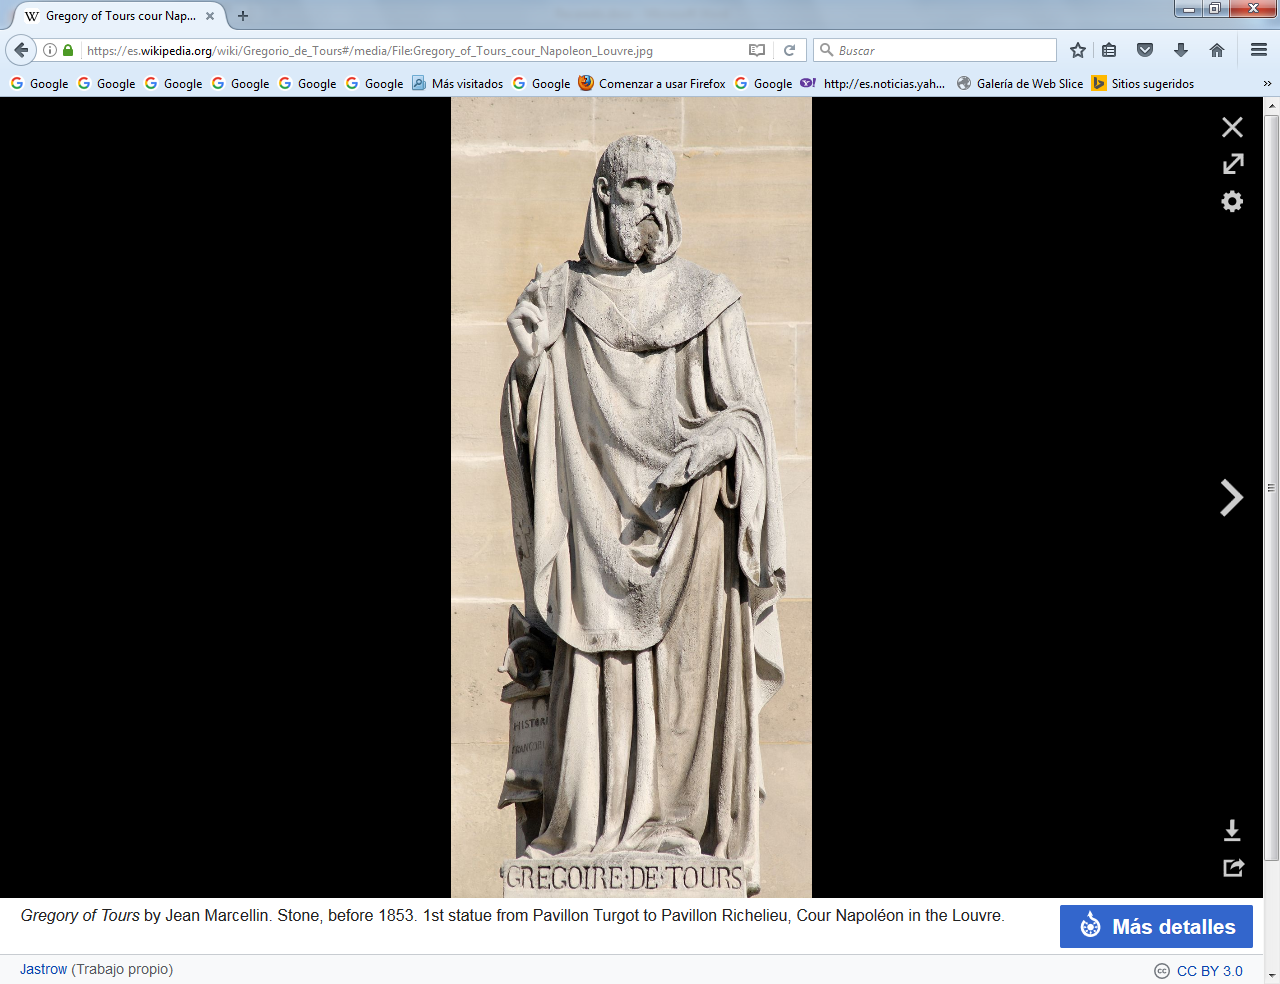 Gregory of Tours cour Nap...
https://es.wikipedia.org/wiki/Gregorio_de_Tours#/media/File:Gregory_of_Tours_cour_Napoleon_Louvre.jpg
Buscar
Google Google Google Google Google Google Más visitados Google Comenzar a usar Firefox Google http://es.noticias.yah... Galería de Web Slice Sitios sugeridos
HISTORI
FRANCORU
GREGOIRE·DE·TOURS
Gregory of Tours by Jean Marcellin. Stone, before 1853. 1st statue from Pavillon Turgot to Pavillon Richelieu, Cour Napoléon in the Louvre.
Más detalles
Jastrow (Trabajo propio)
CC BY 3.0